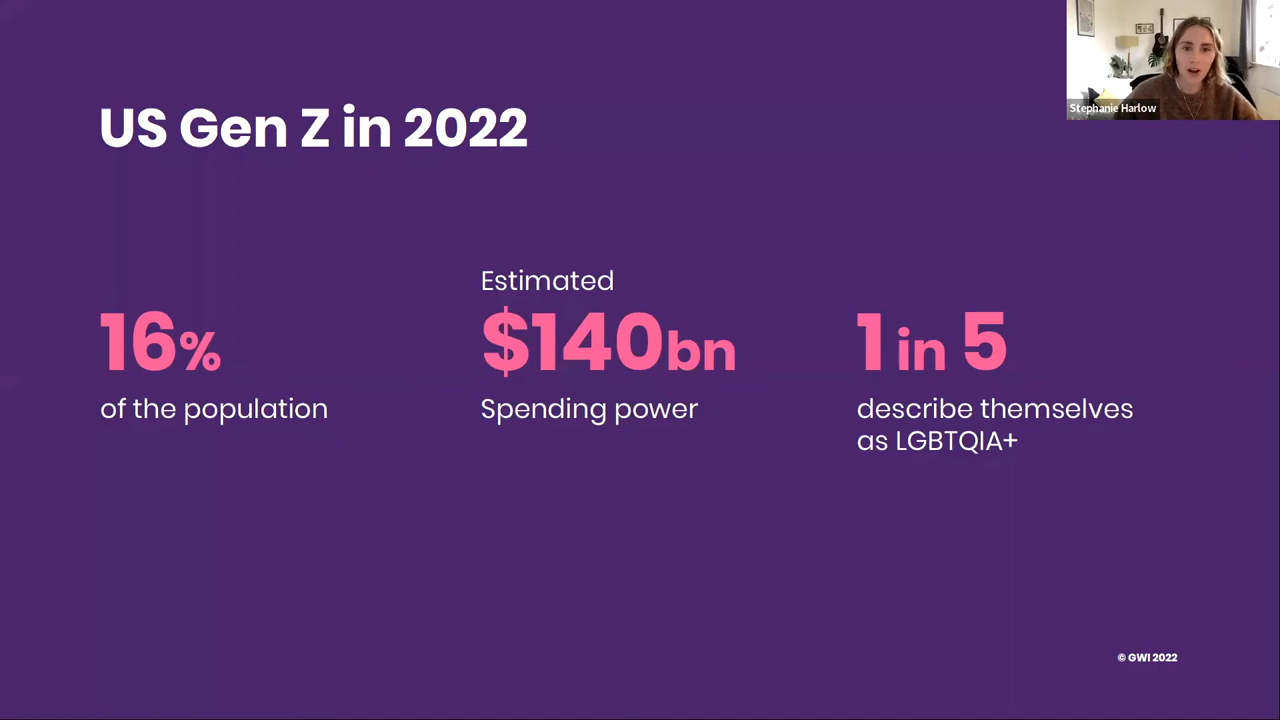 Stephanie Harlow
US Gen Z in 2022
16%
of the population
Estimated
$140bn
Spending power
1 in 5
describe themselves
as LGBTQIA+
© GWI 2022